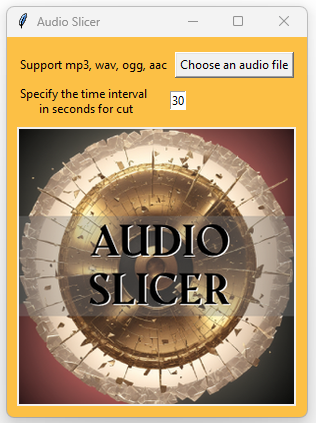 Audio Slicer
Support mp3, wav, ogg, aac
Choose an audio file
Specify the time interval
in seconds for cut
30
AUDIO
SLICER